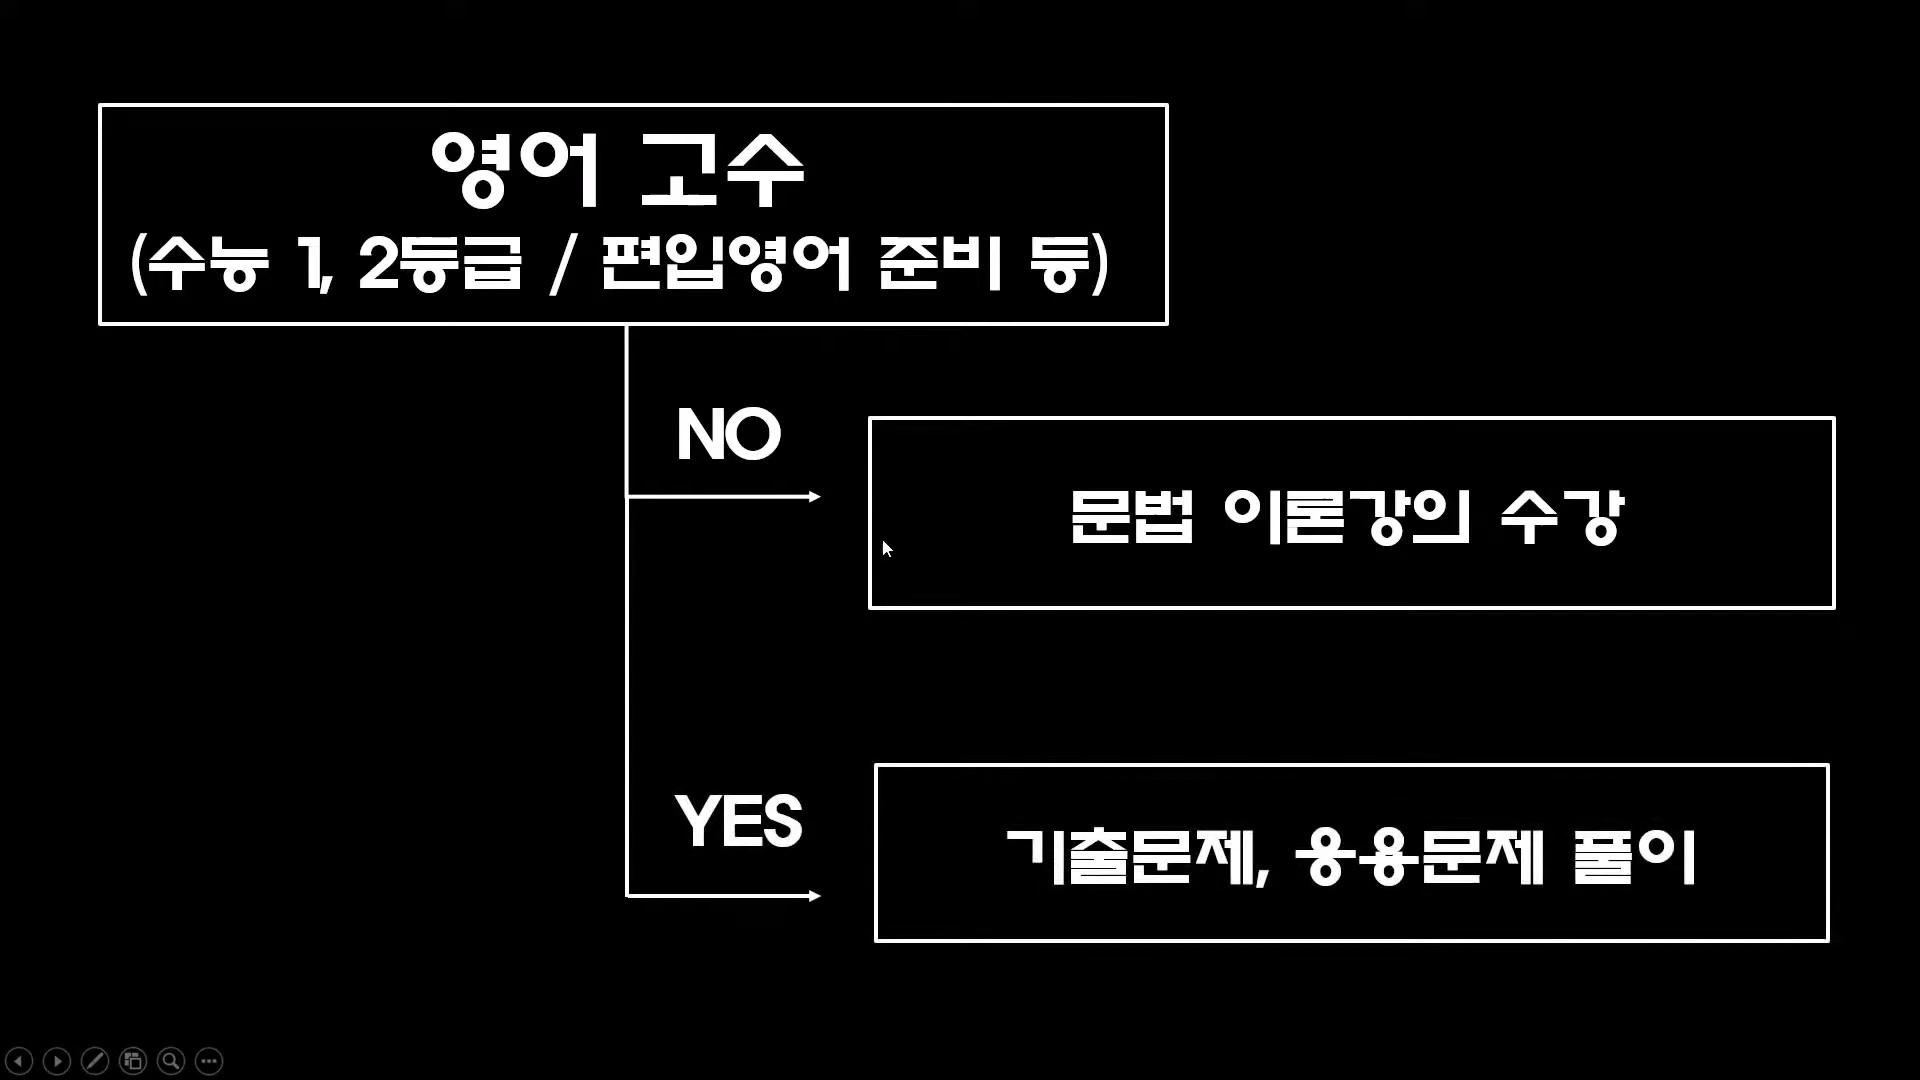 영어 고수
(수능 1, 2등급 / 편입영어 준비 등)
NO
문법 이론강의 수강
YES
기출문제, 응용문제 풀이